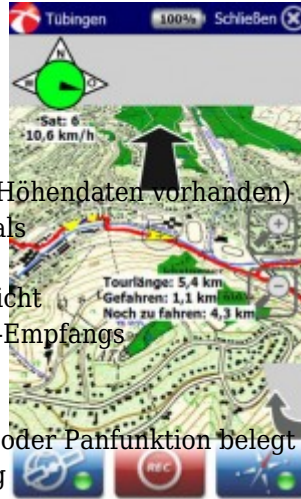 Tübingen 100% Schließen
N
W O
Sat: 6
-10,6 km/h
Höhendaten vorhanden)
als
Tourlänge: 5,4 km
icht
Gefahren: 1,1 km
Noch zu fahren: 4,3 km
-Empfangs
oder Panfunktion belegt
REC
g